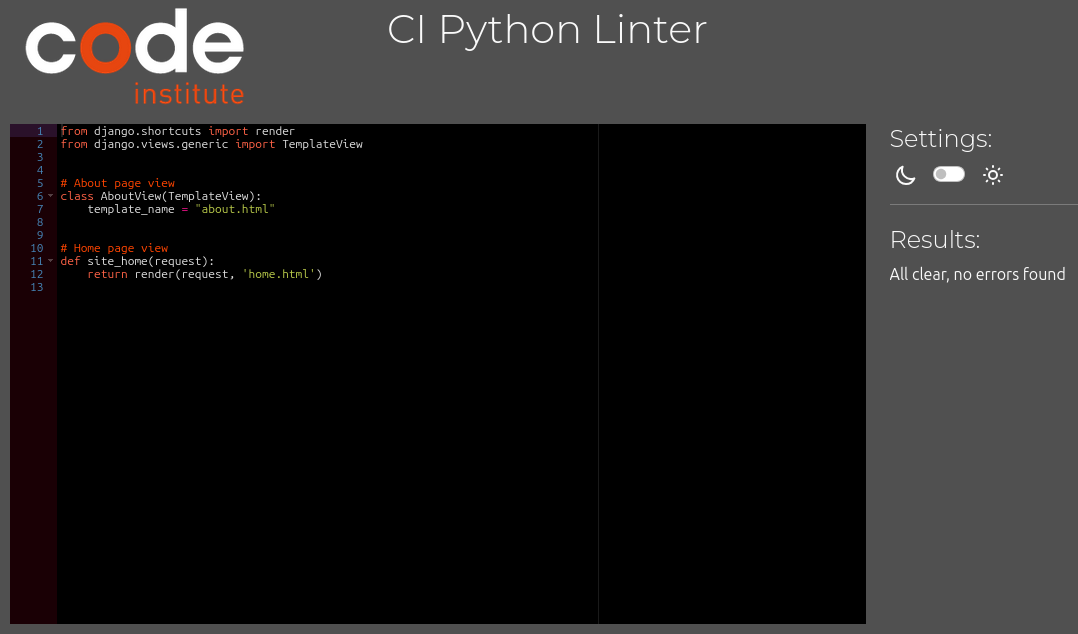 code
institute
CI Python Linter
1 from django.shortcuts import render
2 from django.views.generic import TemplateView
3
4
5 # About page view
6 class AboutView(TemplateView):
7     template_name = "about.html"
8
9
10 # Home page view
11 def site_home(request):
12     return render(request, 'home.html')
13
Settings:
Results:
All clear, no errors found